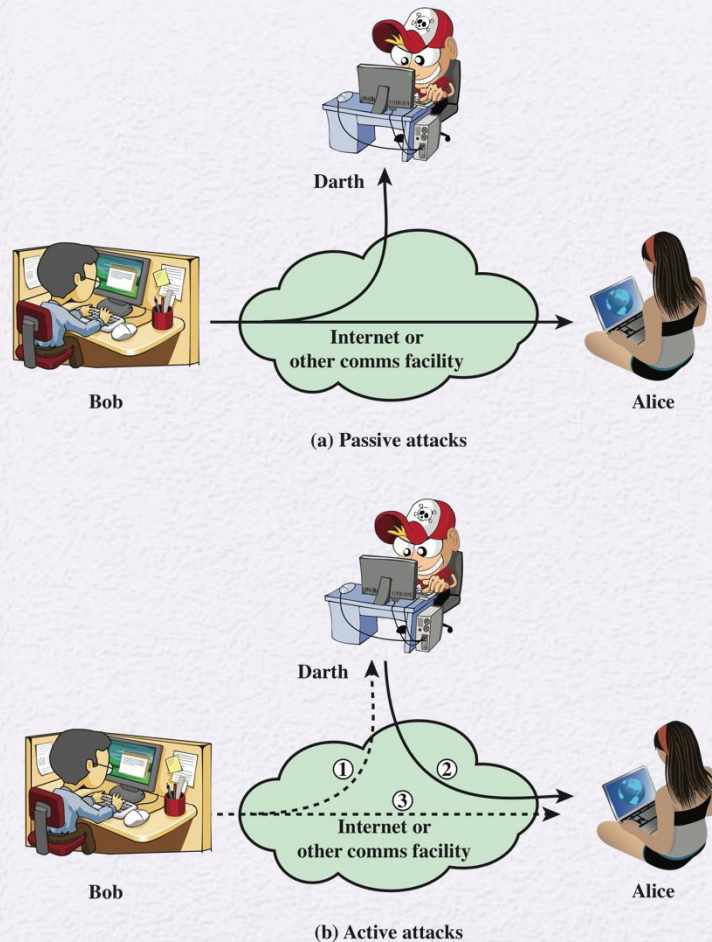 Darth
Internet or
other comms facility
Bob
Alice
(a) Passive attacks
Darth
1
2
3
Internet or
other comms facility
Bob
Alice
(b) Active attacks